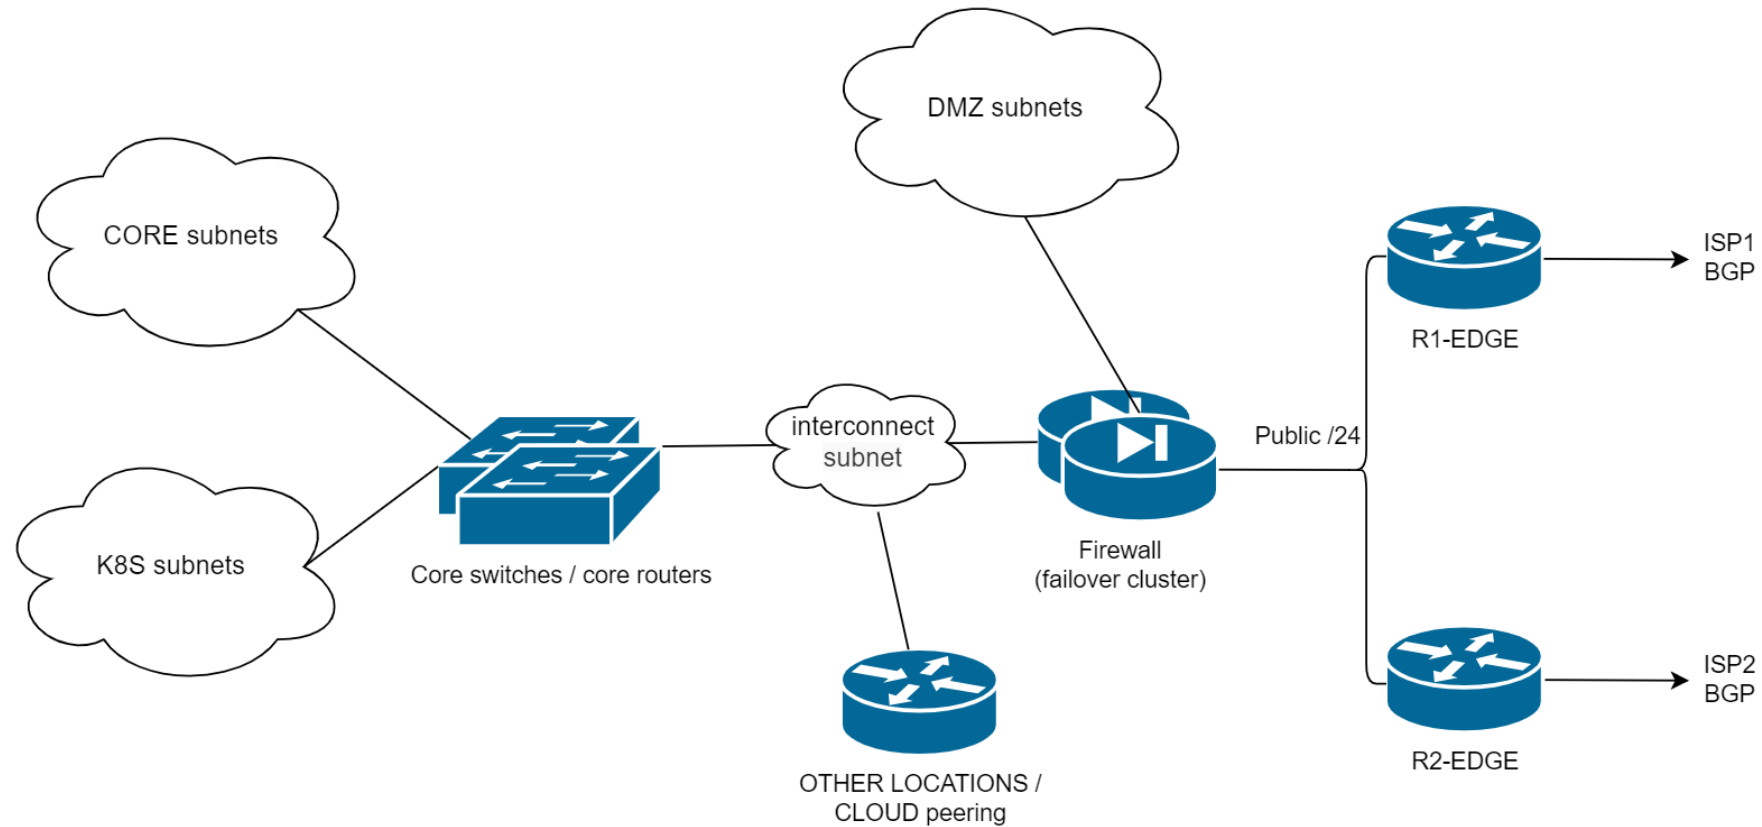 DMZ subnets
CORE subnets
ISP1
BGP
R1-EDGE
interconnect
subnet
Public /24
Firewall
(failover cluster)
K8S subnets
Core switches / core routers
ISP2
BGP
R2-EDGE
OTHER LOCATIONS /
CLOUD peering